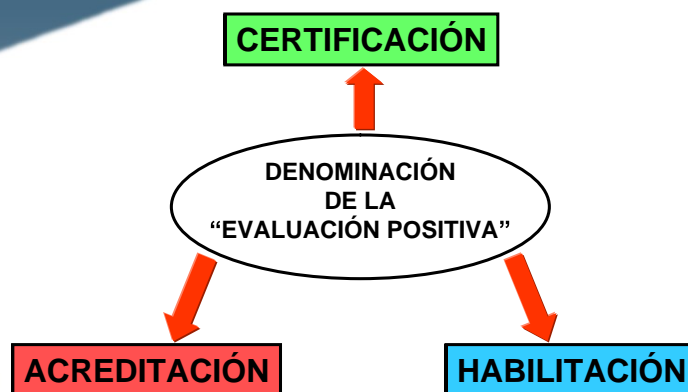 CERTIFICACIÓN
DENOMINACIÓN
DE LA
“EVALUACIÓN POSITIVA”
ACREDITACIÓN
HABILITACIÓN